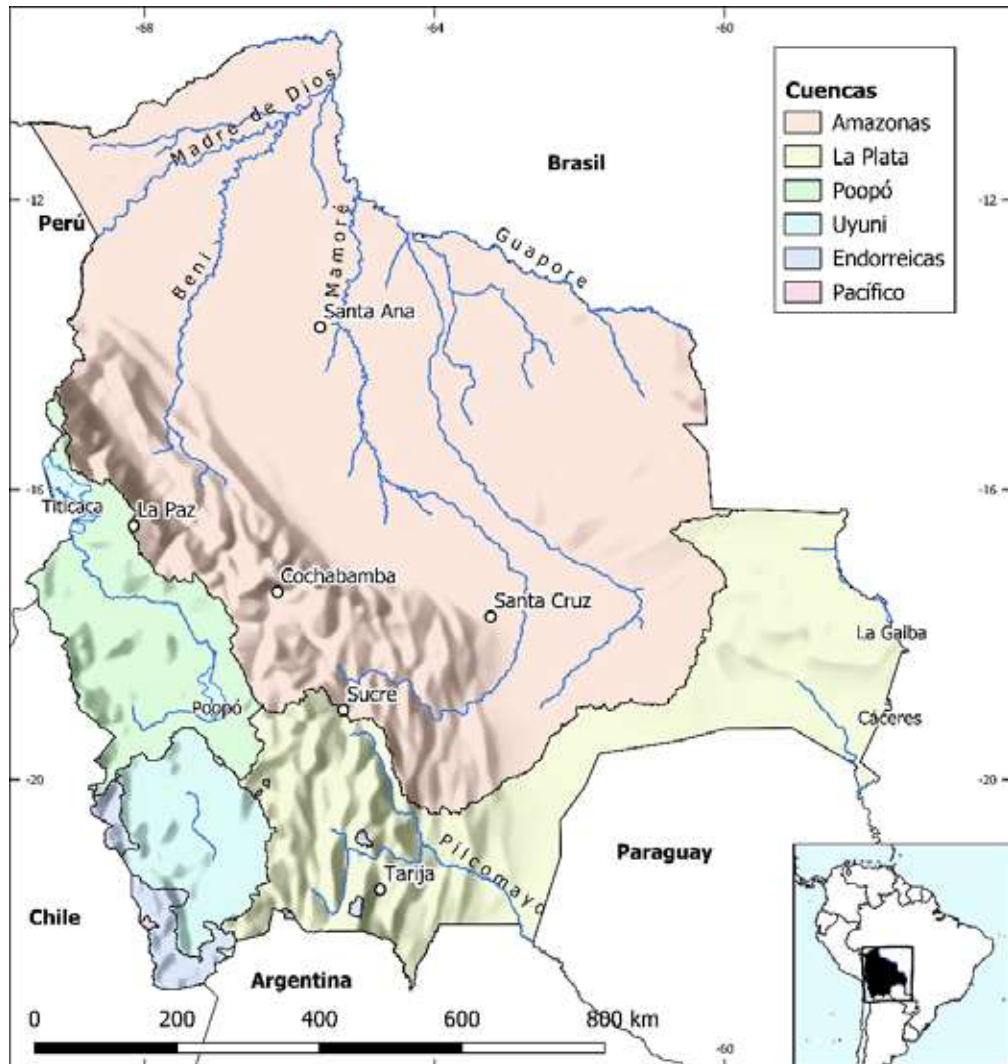 -68
-64
-60
Cuencas
Amazonas
La Plata
Poopó
Uyuni
Endorreicas
Pacífico
Madre de Dios
Brasil
-12
-12
Perú
Beni
Mamoré
Guapore
Santa Ana
-16
-16
Titicaca
La Paz
Cochabamba
Santa Cruz
La Gaiba
Poopó
Sucre
Cáceres
-20
-20
Pilcomayo
Paraguay
Tarija
Chile
Argentina
0
200
400
600
800 km
-60